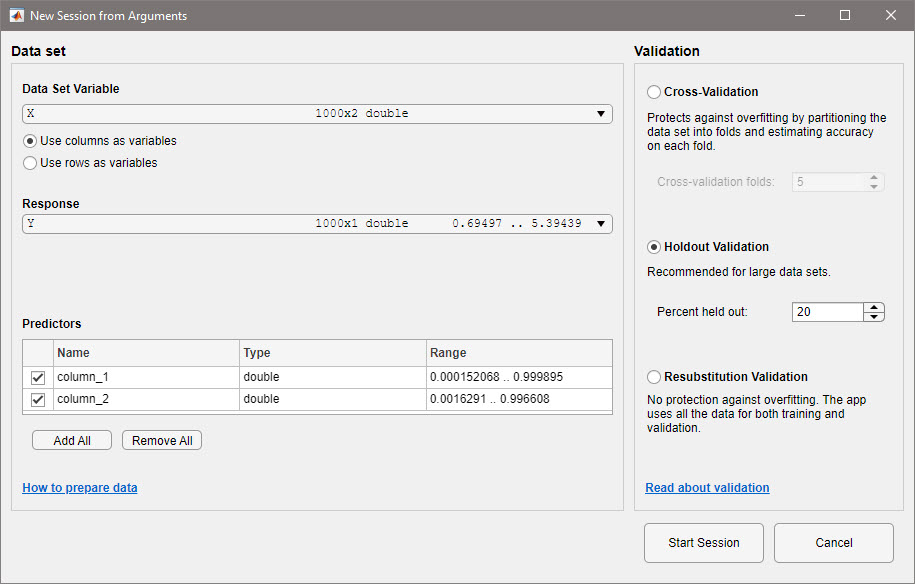 New Session from Arguments
Data set
Data Set Variable
X 1000x2 double
Use columns as variables
Use rows as variables
Response
Y 1000x1 double 0.69497 .. 5.39439
Predictors
Name Type Range
column_1 double 0.000152068 .. 0.999895
column_2 double 0.0016291 .. 0.996608
Add All Remove All
How to prepare data
Validation
Cross-Validation
Protects against overfitting by partitioning the
data set into folds and estimating accuracy
on each fold.
Cross-validation folds: 5
Holdout Validation
Recommended for large data sets.
Percent held out: 20
Resubstitution Validation
No protection against overfitting. The app
uses all the data for both training and
validation.
Read about validation
Start Session Cancel